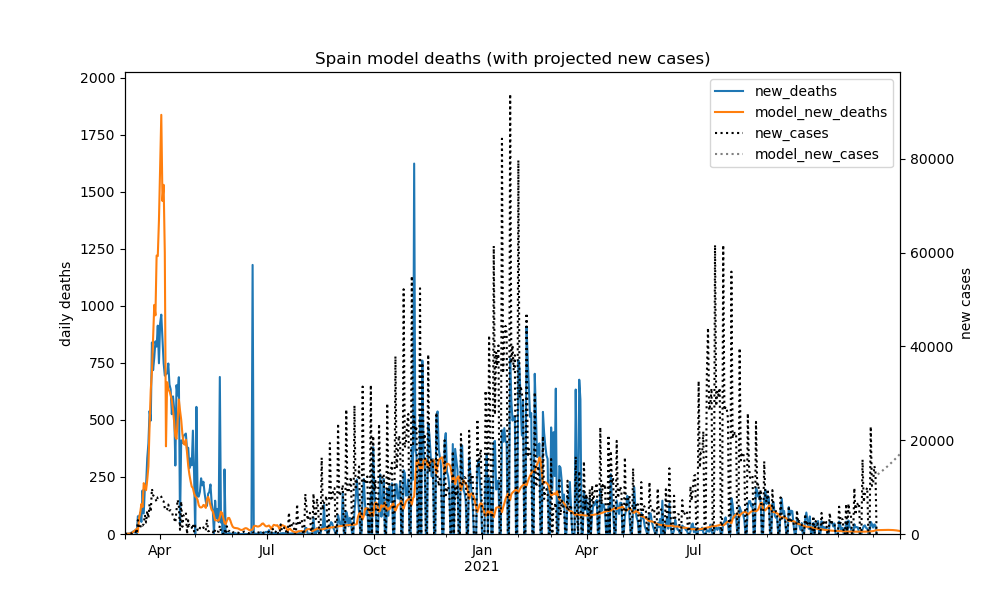 Spain model deaths (with projected new cases)
2000
1750
1500
1250
1000
750
500
250
0
daily deaths
new_deaths
model_new_deaths
new_cases
model_new_cases
80000
60000
40000
20000
0
new cases
Apr Jul Oct Jan Apr Jul Oct
2021